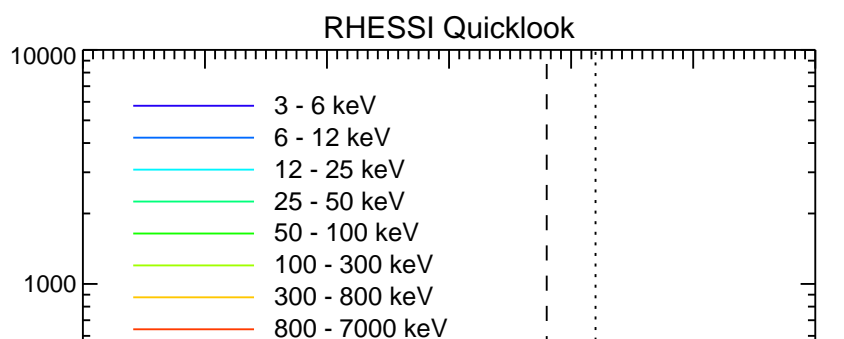 RHESSI Quicklook
10000
3 - 6 keV
6 - 12 keV
12 - 25 keV
25 - 50 keV
50 - 100 keV
100 - 300 keV
1000
300 - 800 keV
800 - 7000 keV